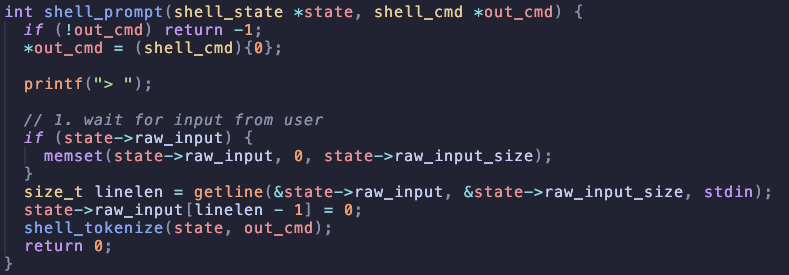 int shell_prompt(shell_state *state, shell_cmd *out_cmd) {
  if (!out_cmd) return -1;
  *out_cmd = (shell_cmd){0};

  printf("> ");

  // 1. wait for input from user
  if (state->raw_input) {
    memset(state->raw_input, 0, state->raw_input_size);
  }
  size_t linelen = getline(&state->raw_input, &state->raw_input_size, stdin);
  state->raw_input[linelen - 1] = 0;
  shell_tokenize(state, out_cmd);
  return 0;
}